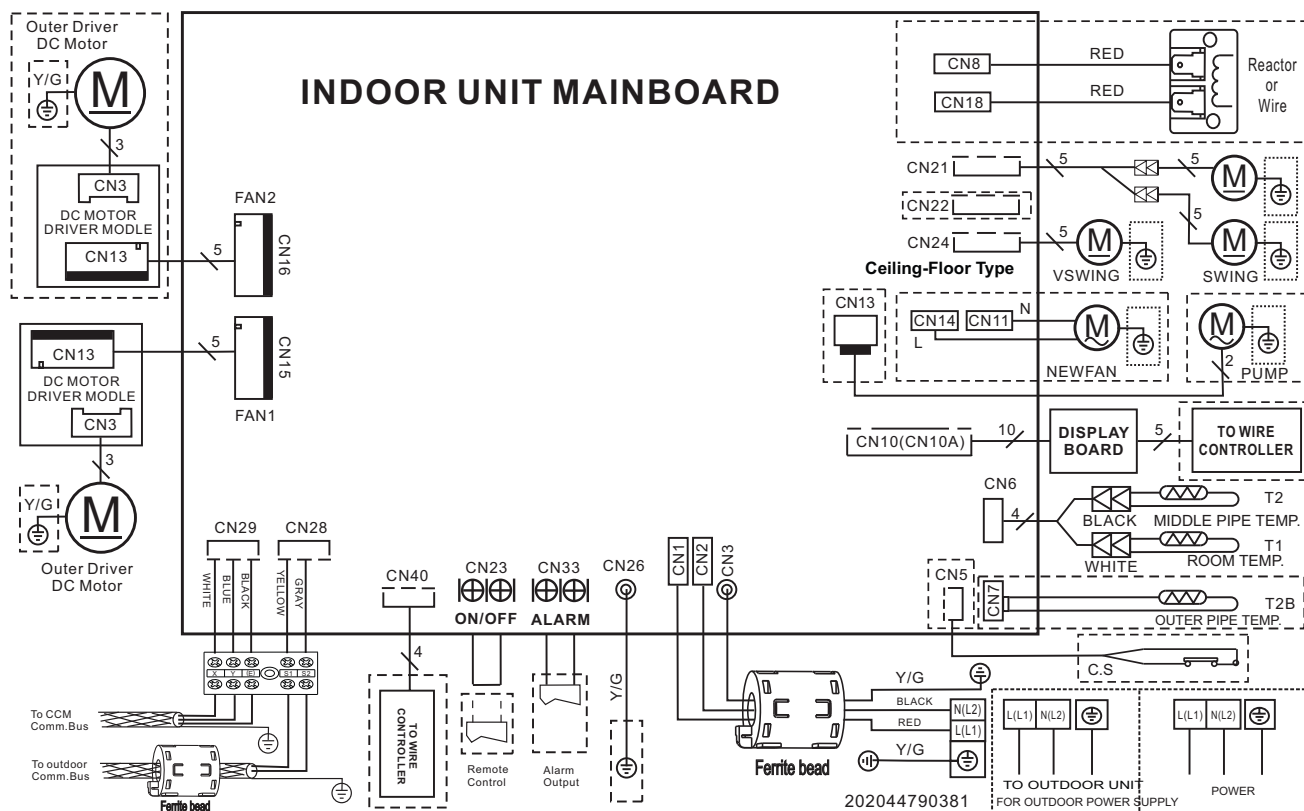 Outer Driver
DC Motor
Y/G
M
3
CN3
DC MOTOR
DRIVER MODLE
CN13
5
FAN2
CN16
CN13
5
DC MOTOR
DRIVER MODLE
CN3
CN15
FAN1
3
Y/G
M
Outer Driver
DC Motor
INDOOR UNIT MAINBOARD
CN8
RED
CN18
RED
Reactor
or
Wire
CN21
5
5
M
CN22
5
CN24
5
M
M
Ceiling-Floor Type
VSWING
SWING
CN13
CN14
CN11
N
L
M
NEWFAN
M
2
PUMP
CN10(CN10A)
10
DISPLAY
BOARD
5
TO WIRE
CONTROLLER
CN6
4
BLACK
T2
MIDDLE PIPE TEMP.
WHITE
T1
ROOM TEMP.
CN5
CN7
T2B
OUTER PIPE TEMP.
C.S
CN29
CN28
WHITE
BLUE
BLACK
YELLOW
GRAY
X
Y
(E)
S1
S2
To CCM
Comm.Bus
To outdoor
Comm.Bus
Ferrite bead
CN40
4
TO WIRE
CONTROLLER
CN23
ON/OFF
Remote
Control
CN33
ALARM
Alarm
Output
CN26
Y/G
CN1
CN2
CN3
Ferrite bead
Y/G
BLACK
N(L2)
RED
L(L1)
Y/G
202044790381
L(L1)
N(L2)
TO OUTDOOR UNIT
FOR OUTDOOR POWER SUPPLY
L(L1)
N(L2)
POWER